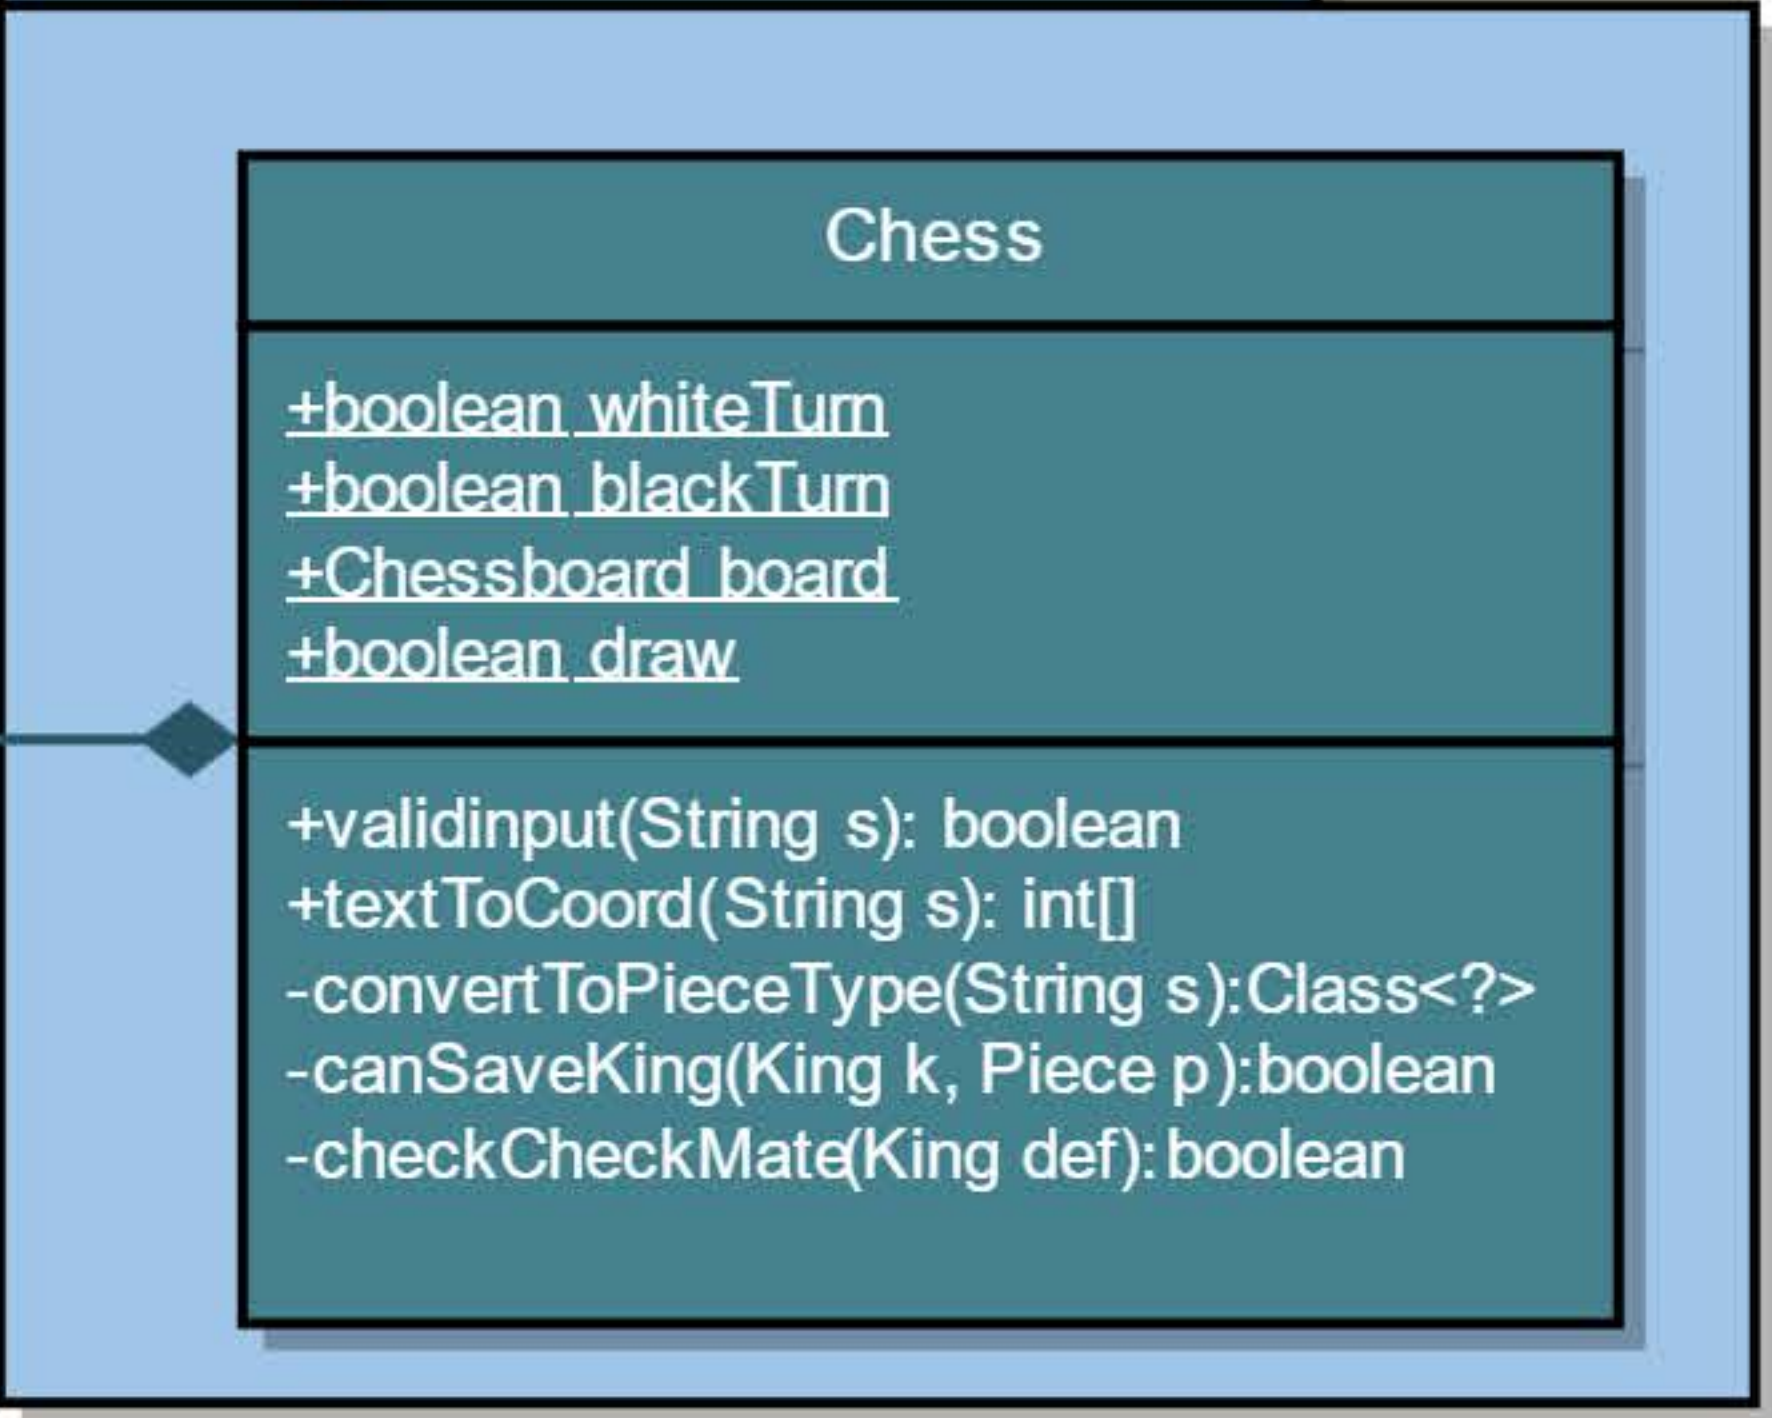 Chess
+boolean whiteTurn
+boolean blackTurn
+Chessboard board
+boolean draw
+validinput(String s): boolean
+textToCoord(String s): int[]
-convertToPieceType(String s):Class<?>
-canSaveKing(King k, Piece p):boolean
-checkCheckMate(King def):boolean